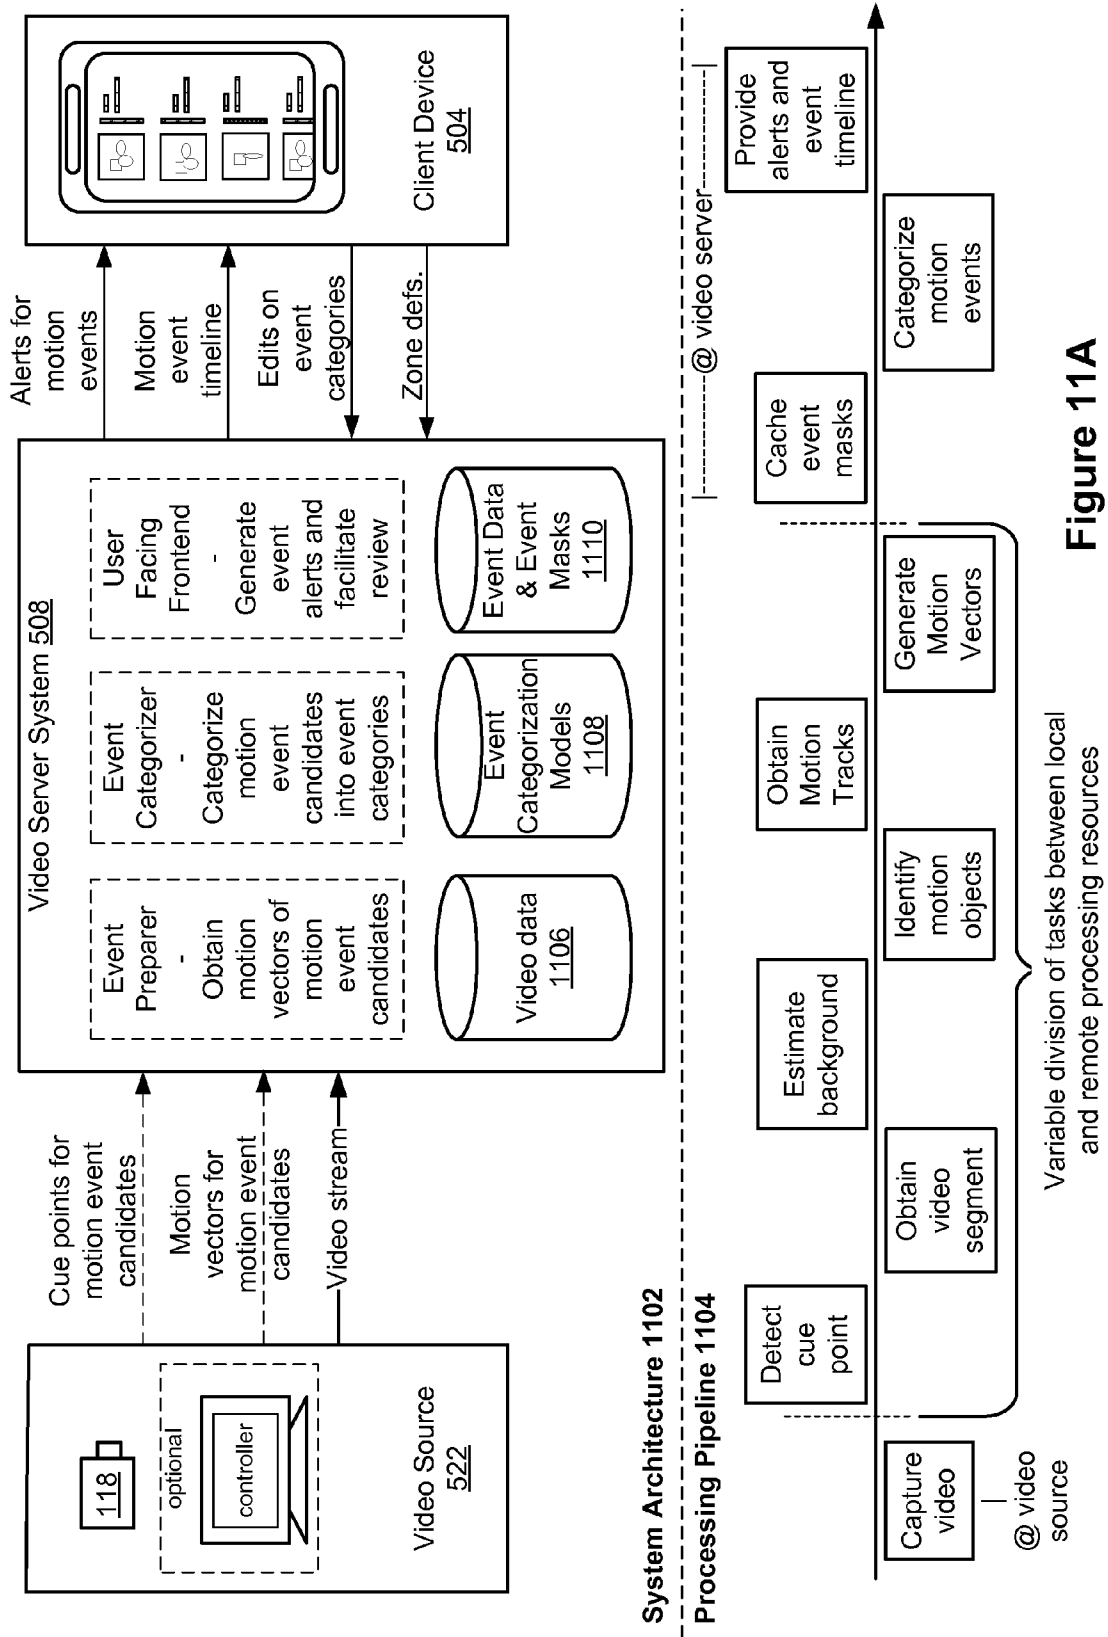 118
optional
controller
Video Source
522
Cue points for
motion event
candidates
Motion
vectors for
motion event
candidates
Video stream
Video Server System 508
Event
Preparer
-
Obtain
motion
vectors of
motion
event
candidates
Event
Categorizer
-
Categorize
motion
event
candidates
into event
categories
User
Facing
Frontend
-
Generate
event
alerts and
facilitate
review
Video data
1106
Event
Categorization
Models
1108
Event Data
& Event
Masks
1110
Alerts for
motion
events
Motion
event
timeline
Edits on
event
categories
Zone defs.
Client Device
504
System Architecture 1102
Processing Pipeline 1104
Capture
video
@ video
source
Detect
cue
point
Obtain
video
segment
Estimate
background
Identify
motion
objects
Obtain
Motion
Tracks
Generate
Motion
Vectors
Variable division of tasks between local
and remote processing resources
@ video server
Cache
event
masks
Categorize
motion
events
Provide
alerts and
event
timeline
Figure 11A